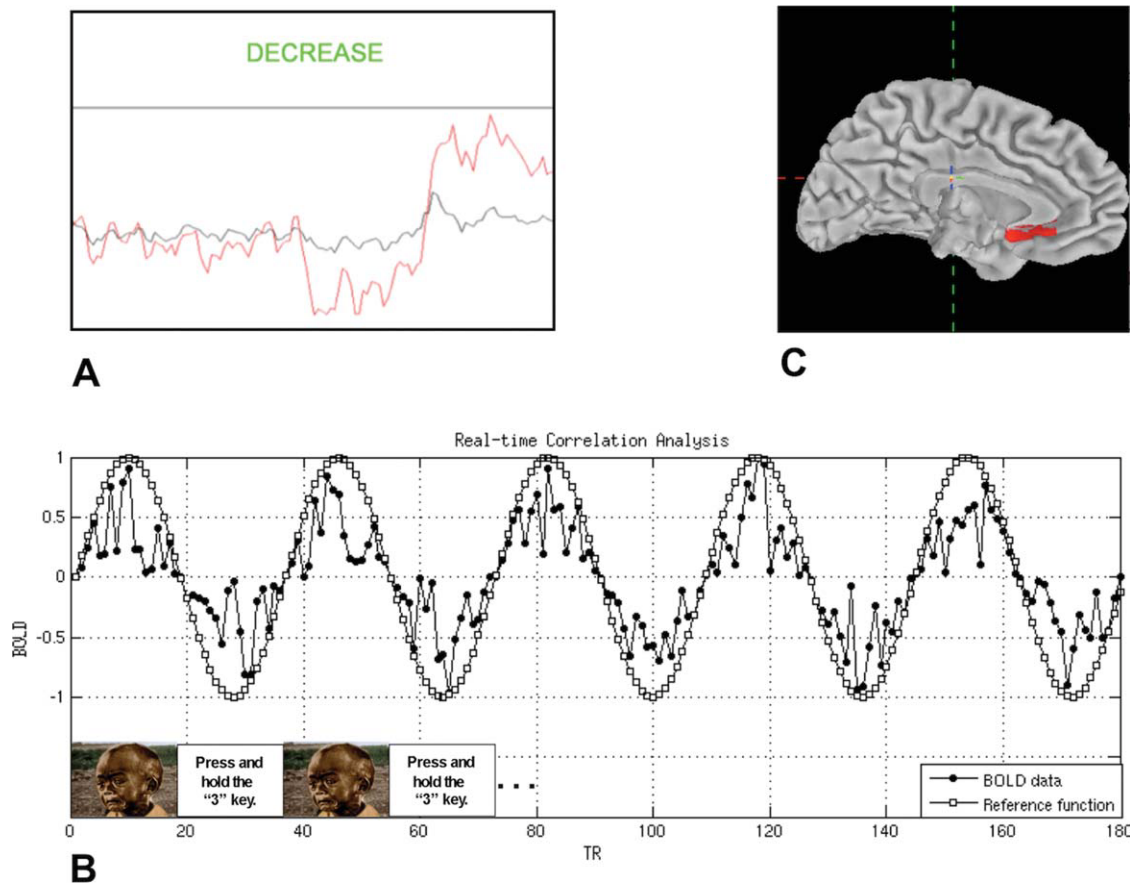 DECREASE
A
C
Real-time Correlation Analysis
1
0.5
0
-0.5
-1
BOLD
Press and
hold the
“3” key.
Press and
hold the
“3” key.
BOLD data
Reference function
0 20 40 60 80 100 120 140 160 180
TR
B